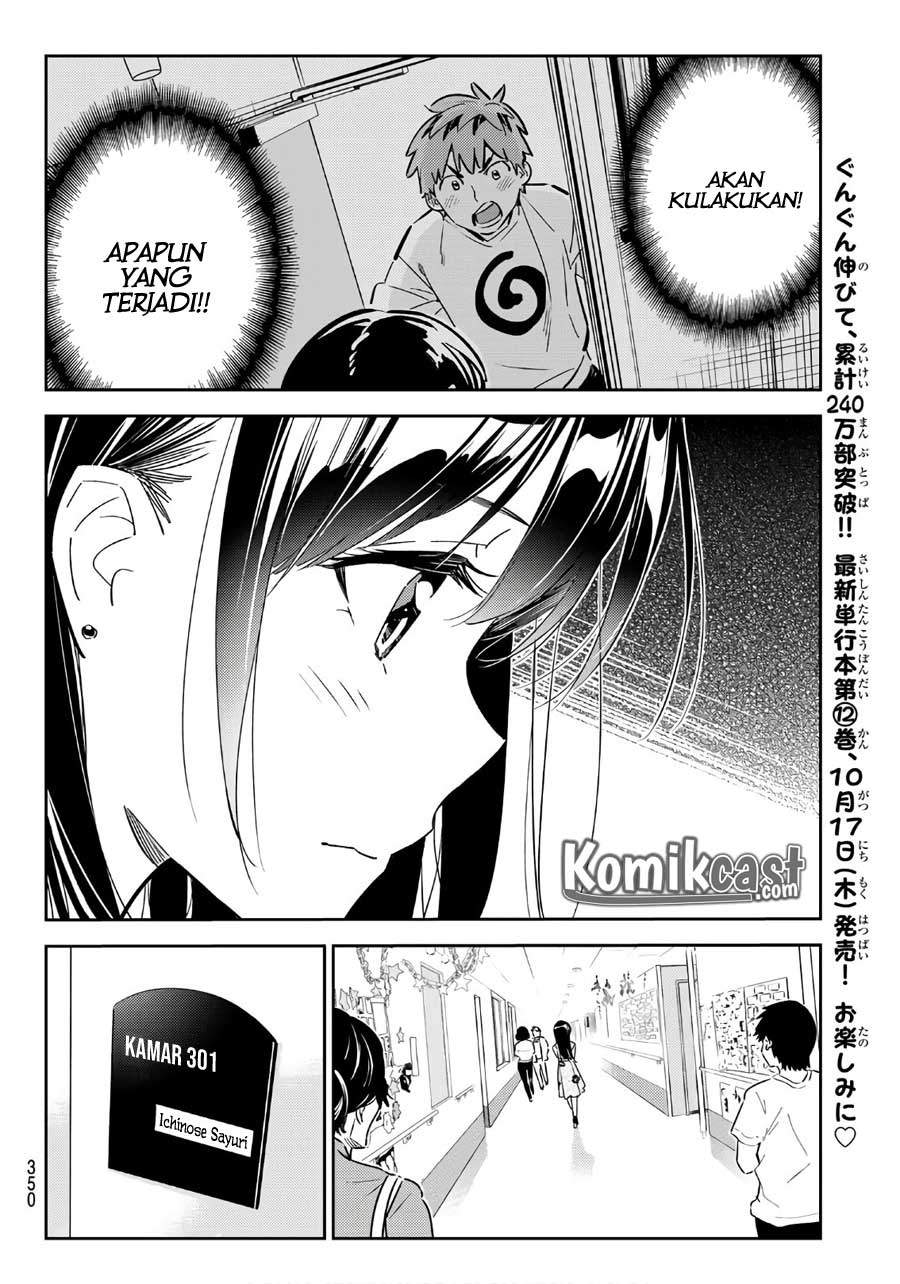 AKAN
KULAKUKAN!
APAPUN
YANG
TERJADI!!
ぐんぐん伸びて、累計240万部突破!! 最新単行本第⑫巻、10月17日(木)発売! お楽しみに♡
Komikcast
.com
KAMAR 301
Ichinose Sayuri
350